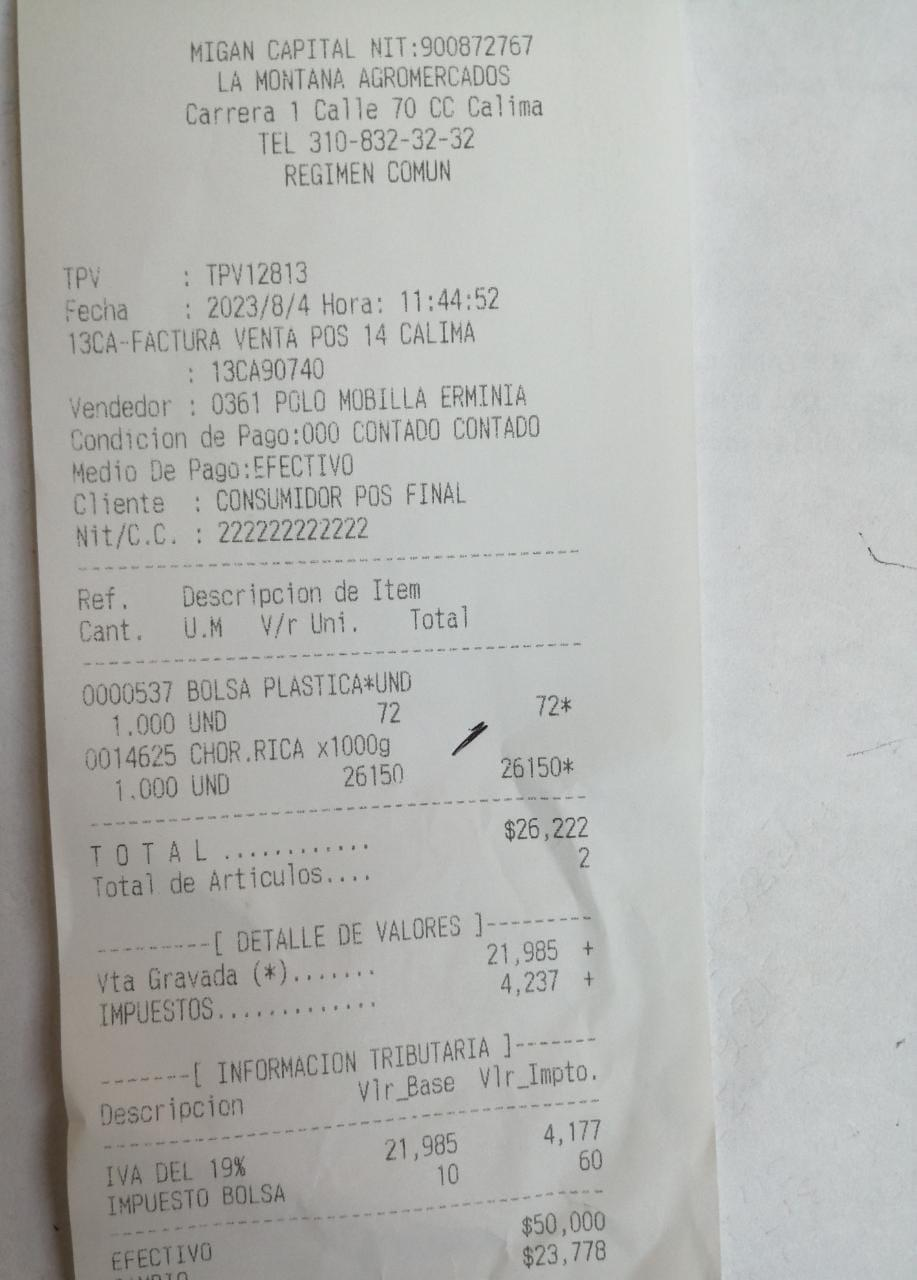 MIGAN CAPITAL NIT:900872767
LA MONTANA AGROMERCADOS
Carrera 1 Calle 70 CC Calima
TEL 310-832-32-32
REGIMEN COMUN
TPV : TPV12813
Fecha : 2023/8/4 Hora: 11:44:52
13CA-FACTURA VENTA POS 14 CALIMA
: 13CA90740
Vendedor : 0361 POLO MOBILLA ERMINIA
Condicion de Pago:000 CONTADO CONTADO
Medio De Pago:EFECTIVO
Cliente : CONSUMIDOR POS FINAL
Nit/C.C. : 222222222222
Ref. Descripcion de Item
Cant. U.M V/r Uni. Total
0000537 BOLSA PLASTICA*UND
1.000 UND 72 72*
0014625 CHOR.RICA x1000g
1.000 UND 26150 26150*
T O T A L ............ $26,222
Total de Articulos.... 2
---------[ DETALLE DE VALORES ]---------
Vta Gravada (*)....... 21,985 +
IMPUESTOS............. 4,237 +
-------[ INFORMACION TRIBUTARIA ]-------
Descripcion Vlr_Base Vlr_Impto.
IVA DEL 19% 21,985 4,177
IMPUESTO BOLSA 10 60
EFECTIVO $50,000
CAMBIO $23,778